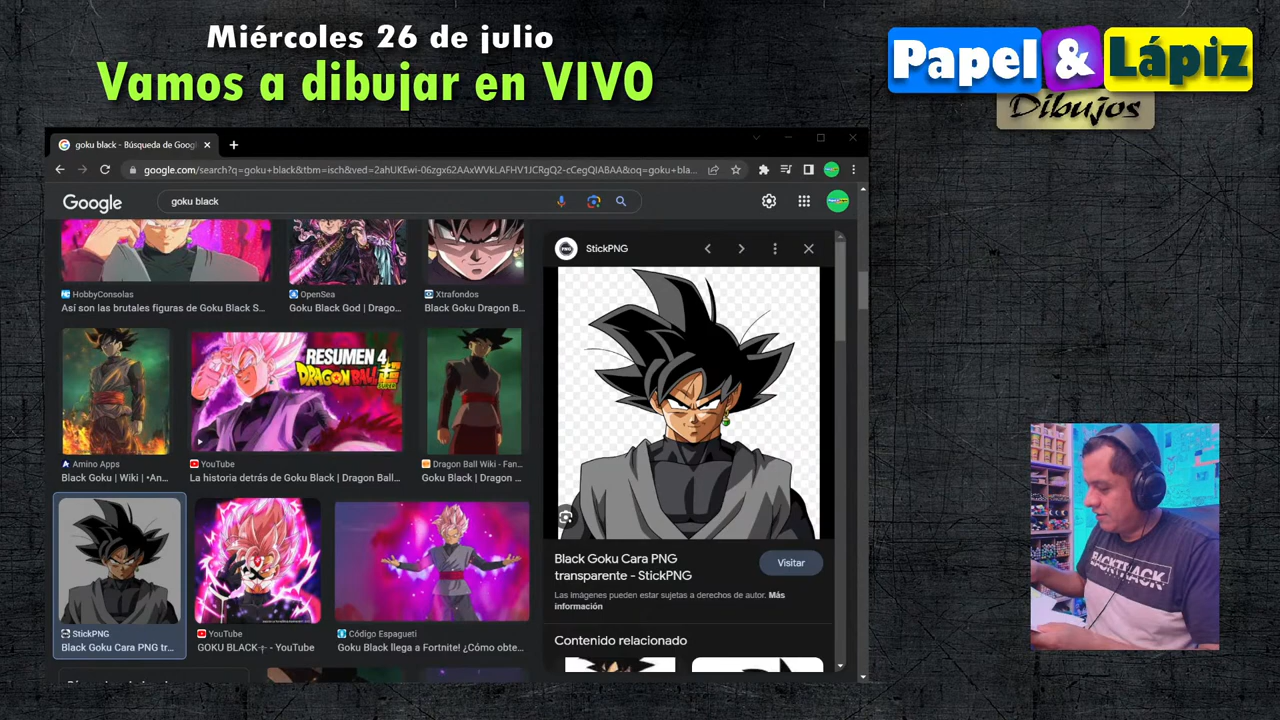 Miércoles 26 de julio
Vamos a dibujar en VIVO
Papel & Lápiz
Dibujos
goku black - Búsqueda de Googl
google.com/search?q=goku+black&tbm=isch&ved=2ahUKEwi-06zgx62AAxWVkLAFHV1JCRgQ2-cCegQIABAA&oq=goku+bla...
Google
goku black
StickPNG
HobbyConsolas
Así son las brutales figuras de Goku Black S...
OpenSea
Goku Black God | Drago...
Xtrafondos
Black Goku Dragon B...
RESUMEN 4
DRAGON BALL
SUPER
Amino Apps
Black Goku | Wiki | •An...
YouTube
La historia detrás de Goku Black | Dragon Ball...
Dragon Ball Wiki - Fan...
Goku Black | Dragon ...
StickPNG
Black Goku Cara PNG tr...
YouTube
GOKU BLACK╬ - YouTube
Código Espagueti
Goku Black llega a Fortnite! ¿Cómo obte...
Black Goku Cara PNG
transparente - StickPNG
Visitar
Las imágenes pueden estar sujetas a derechos de autor. Más
información
Contenido relacionado
BACKTRACK